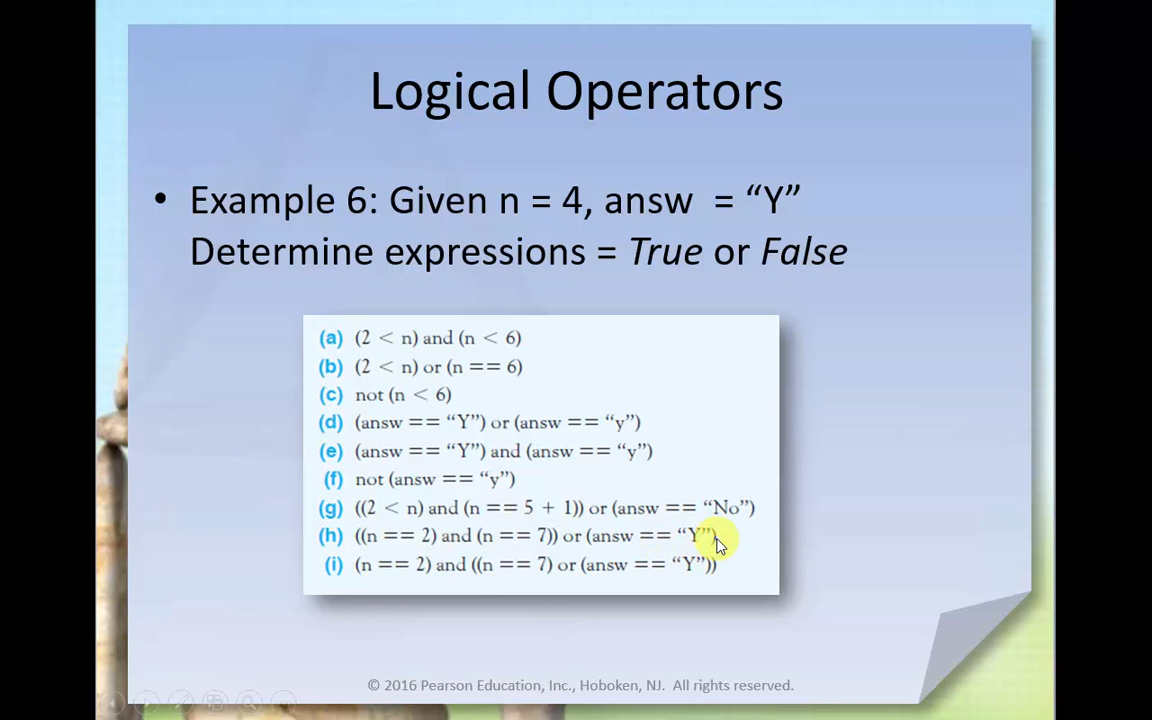 Logical Operators
• Example 6: Given n = 4, answ = “Y”
Determine expressions = True or False
(a) (2 < n) and (n < 6)
(b) (2 < n) or (n == 6)
(c) not (n < 6)
(d) (answ == “Y”) or (answ == “y”)
(e) (answ == “Y”) and (answ == “y”)
(f) not (answ == “y”)
(g) ((2 < n) and (n == 5 + 1)) or (answ == “No”)
(h) ((n == 2) and (n == 7)) or (answ == “Y”)
(i) (n == 2) and ((n == 7) or (answ == “Y”))
© 2016 Pearson Education, Inc., Hoboken, NJ. All rights reserved.